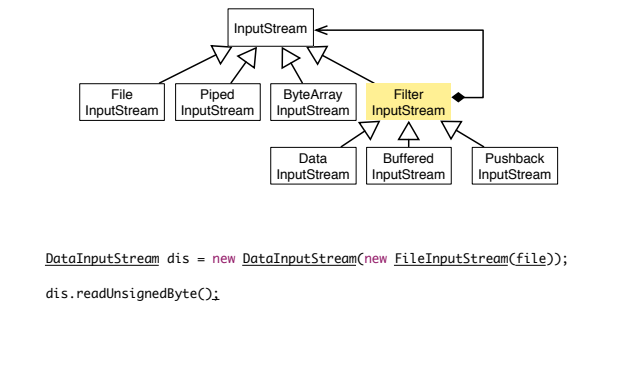 InputStream
File
InputStream
Piped
InputStream
ByteArray
InputStream
Filter
InputStream
Data
InputStream
Buffered
InputStream
Pushback
InputStream
DataInputStream dis = new DataInputStream(new FileInputStream(file));
dis.readUnsignedByte();